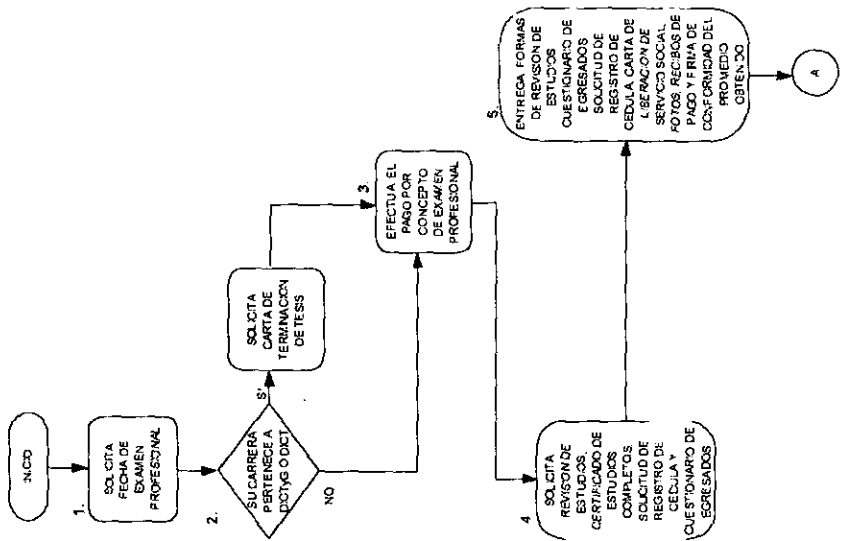 INICIO
1.
SOLICITA
FECHA DE
EXAMEN
PROFESIONAL
2.
SU CARRERA
PERTENECE A
DICTyG O DICT
SI
NO
SOLICITA
CARTA DE
TERMINACION
DE TESIS
3.
EFECTUA EL
PAGO POR
CONCEPTO
DE EXAMEN
PROFESIONAL
4
SOLICITA
REVISION DE
ESTUDIOS,
CERTIFICADO DE
ESTUDIOS
COMPLETOS,
SOLICITUD DE
REGISTRO DE
CEDULA Y
CUESTIONARIO DE
EGRESADOS
5.
ENTREGA FORMAS
DE REVISION DE
ESTUDIOS
CUESTIONARIO DE
EGRESADOS
SOLICITUD DE
REGISTRO DE
CEDULA CARTA DE
LIBERACION DE
SERVICIO SOCIAL,
FOTOS, RECIBOS DE
PAGO Y FIRMA DE
CONFORMIDAD DEL
PROMEDIO
OBTENIDO
A